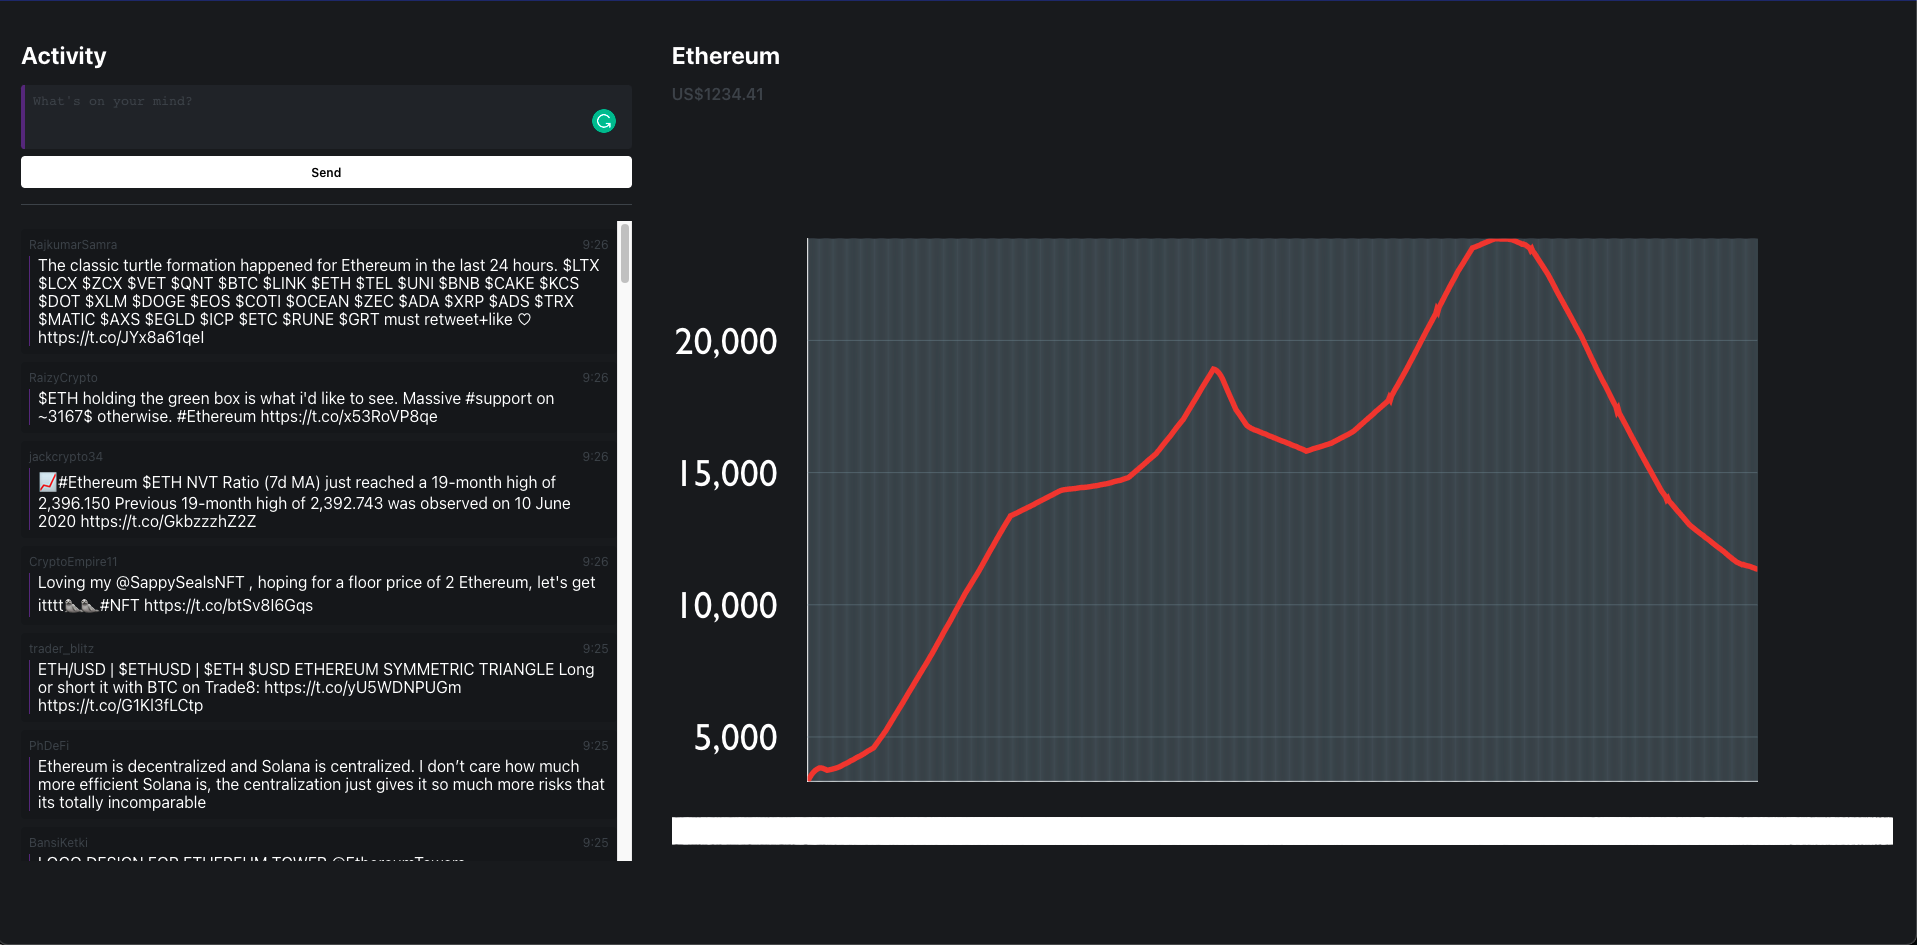 Activity
What's on your mind?
Send
RajkumarSamra 9:26
The classic turtle formation happened for Ethereum in the last 24 hours. $LTX
$LCX $ZCX $VET $QNT $BTC $LINK $ETH $TEL $UNI $BNB $CAKE $KCS
$DOT $XLM $DOGE $EOS $COTI $OCEAN $ZEC $ADA $XRP $ADS $TRX
$MATIC $AXS $EGLD $ICP $ETC $RUNE $GRT must retweet+like ♡
https://t.co/JYx8a61qeI
RaizyCrypto 9:26
$ETH holding the green box is what i'd like to see. Massive #support on
~3167$ otherwise. #Ethereum https://t.co/x53RoVP8qe
jackcrypto34 9:26
📈#Ethereum $ETH NVT Ratio (7d MA) just reached a 19-month high of
2,396.150 Previous 19-month high of 2,392.743 was observed on 10 June
2020 https://t.co/GkbzzzhZ2Z
CryptoEmpire11 9:26
Loving my @SappySealsNFT , hoping for a floor price of 2 Ethereum, let's get
itttt🦭🦭#NFT https://t.co/btSv8I6Gqs
trader_blitz 9:25
ETH/USD | $ETHUSD | $ETH $USD ETHEREUM SYMMETRIC TRIANGLE Long
or short it with BTC on Trade8: https://t.co/yU5WDNPUGm
https://t.co/G1KI3fLCtp
PhDeFi 9:25
Ethereum is decentralized and Solana is centralized. I don’t care how much
more efficient Solana is, the centralization just gives it so much more risks that
its totally incomparable
BansiKetki 9:25
LOGO DESIGN FOR ETHEREUM TOWER @EthereumTowers
Ethereum
US$1234.41
20,000
15,000
10,000
5,000